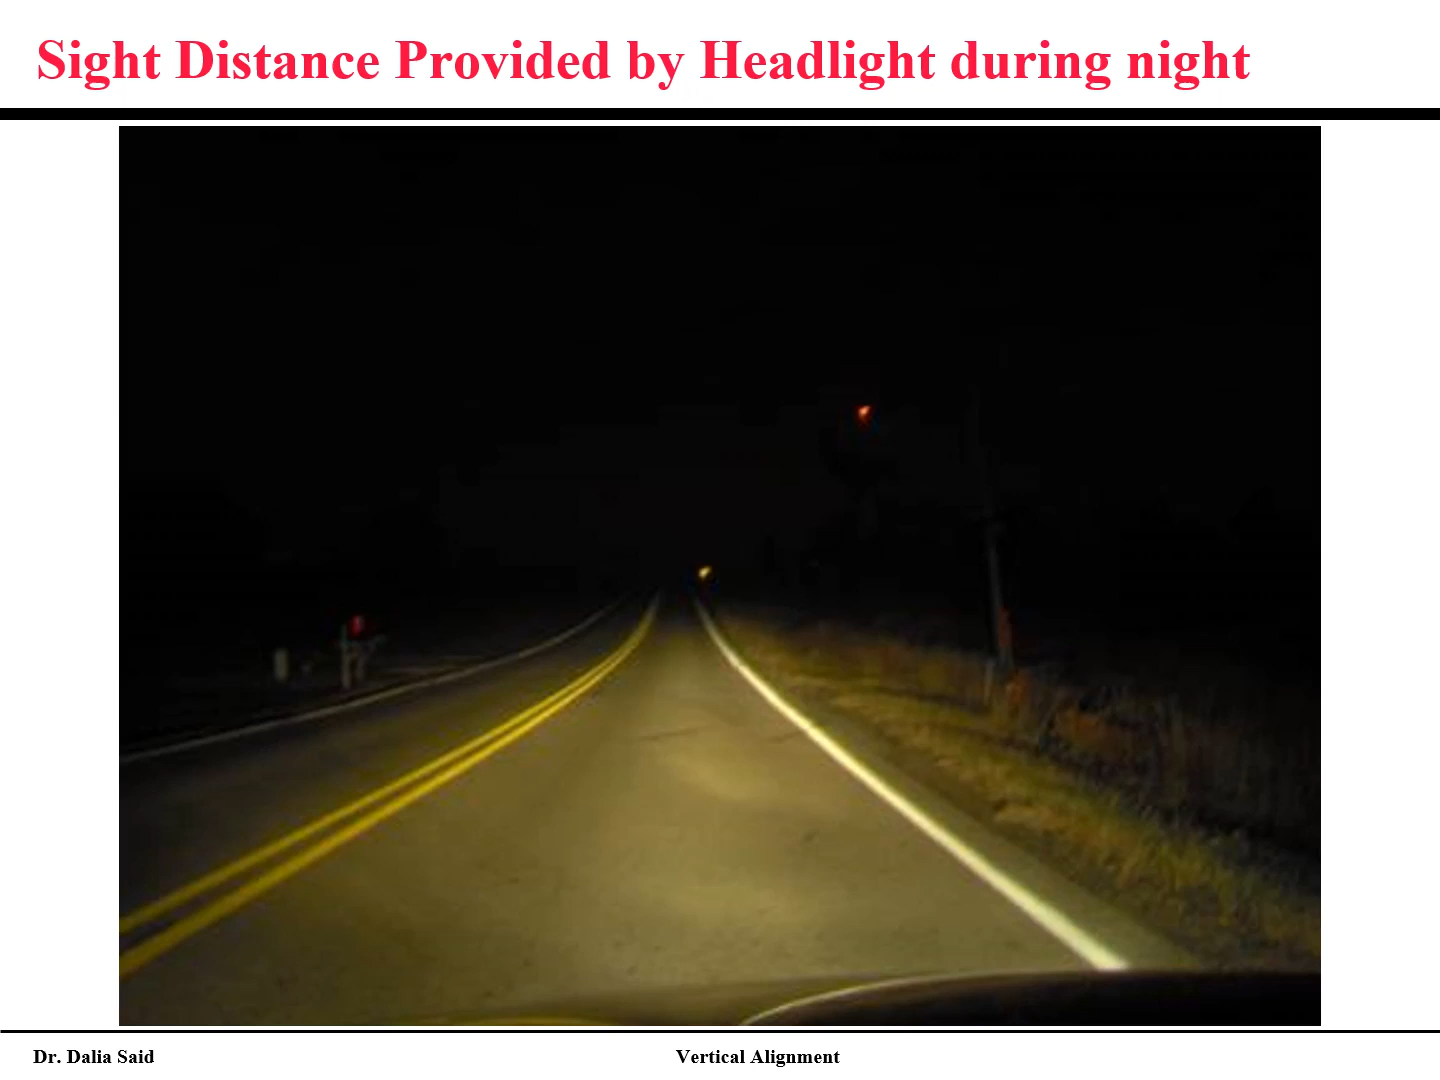 Sight Distance Provided by Headlight during night
Dr. Dalia Said
Vertical Alignment